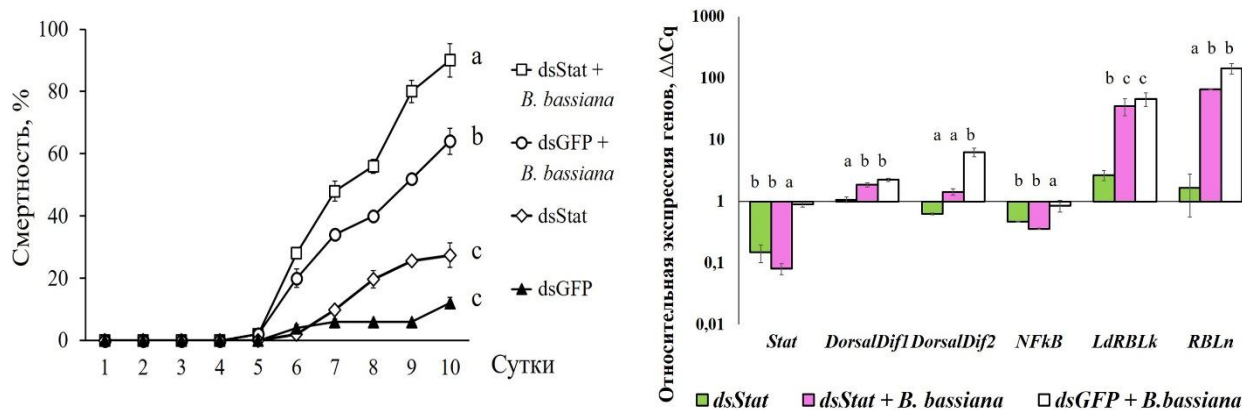 Смертность, %
100
80
60
40
20
0
1 2 3 4 5 6 7 8 9 10 Сутки
a
b
c
c
dsStat +
B. bassiana
dsGFP +
B. bassiana
dsStat
dsGFP
Относительная экспрессия генов, ΔΔCq
1000
100
10
1
0,1
0,01
b b a
a b b
a a b
b b a
b c c
a b b
Stat DorsalDif1 DorsalDif2 NFkB LdRBLk RBLn
dsStat dsStat + B. bassiana dsGFP + B.bassiana